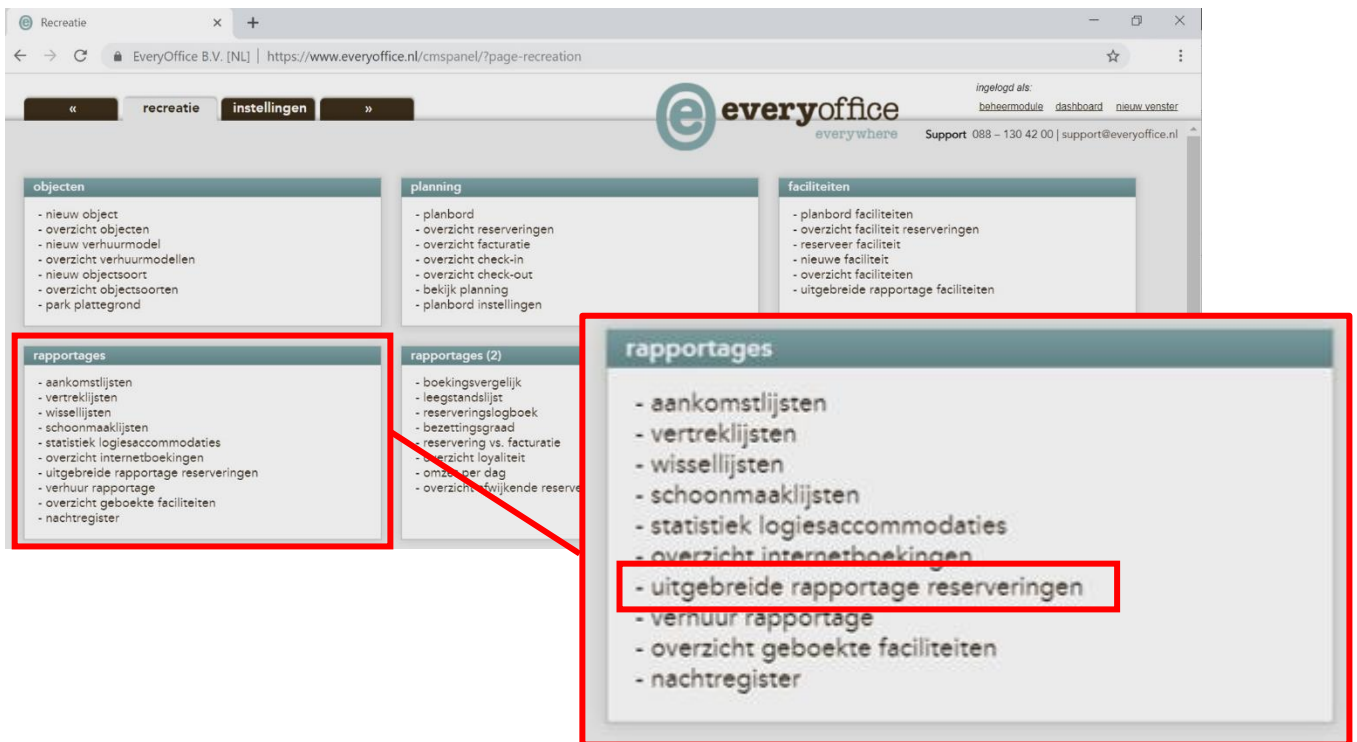 Recreatie
EveryOffice B.V. [NL] | https://www.everyoffice.nl/cmspanel/?page-recreation
« recreatie instellingen »
everyoffice
everywhere
ingelogd als:
beheermodule dashboard nieuw venster
Support 088 – 130 42 00 | support@everyoffice.nl
objecten
- nieuw object
- overzicht objecten
- nieuw verhuurmodel
- overzicht verhuurmodellen
- nieuw objectsoort
- overzicht objectsoorten
- park plattegrond
planning
- planbord
- overzicht reserveringen
- overzicht facturatie
- overzicht check-in
- overzicht check-out
- bekijk planning
- planbord instellingen
faciliteiten
- planbord faciliteiten
- overzicht faciliteit reserveringen
- reserveer faciliteit
- nieuwe faciliteit
- overzicht faciliteiten
- uitgebreide rapportage faciliteiten
rapportages
- aankomstlijsten
- vertreklijsten
- wissellijsten
- schoonmaaklijsten
- statistiek logiesaccommodaties
- overzicht internetboekingen
- uitgebreide rapportage reserveringen
- verhuur rapportage
- overzicht geboekte faciliteiten
- nachtregister
rapportages (2)
- boekingsvergelijk
- leegstandslijst
- reserveringslogboek
- bezettingsgraad
- reservering vs. facturatie
- overzicht loyaliteit
- omzet per dag
- overzicht afwijkende reserve
rapportages
- aankomstlijsten
- vertreklijsten
- wissellijsten
- schoonmaaklijsten
- statistiek logiesaccommodaties
- overzicht internetboekingen
- uitgebreide rapportage reserveringen
- verhuur rapportage
- overzicht geboekte faciliteiten
- nachtregister